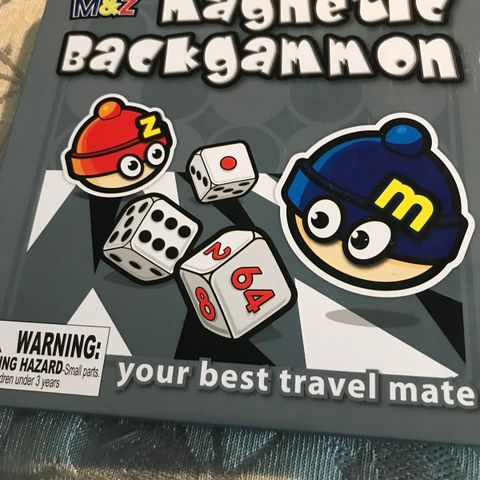 M&Z
Magnetic
Backgammon
z
m
2
64
8
WARNING:
HAZARD-Small parts.
under 3 years
your best travel mate